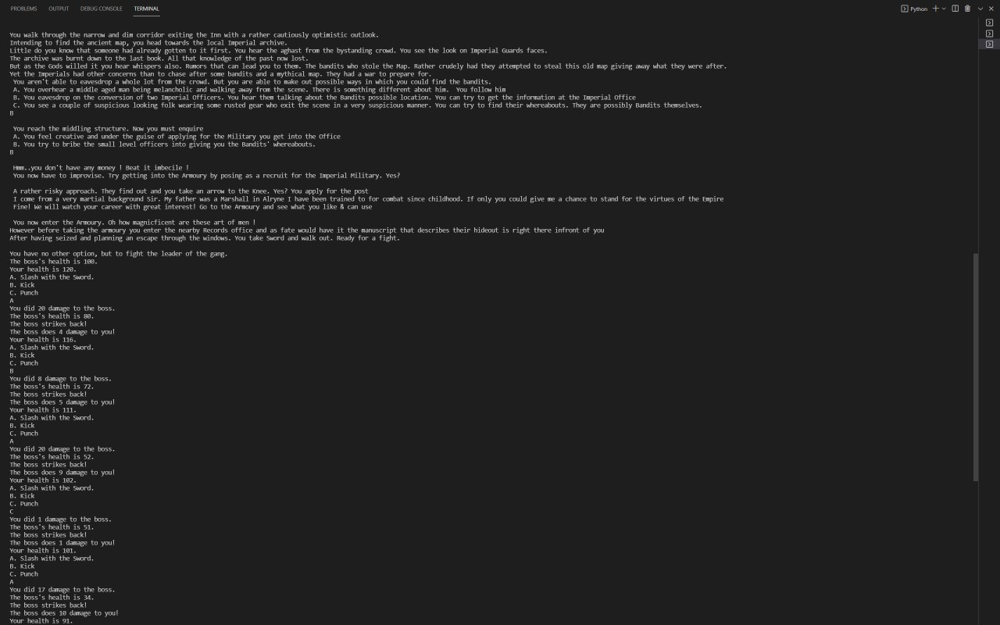 PROBLEMS OUTPUT DEBUG CONSOLE TERMINAL Python
You walk through the narrow and dim corridor exiting the Inn with a rather cautiously optimistic outlook.
Intending to find the ancient map, you head towards the local Imperial archive.
Little do you know that someone had already gotten to it first. You hear the aghast from the bystanding crowd. You see the look on Imperial Guards faces.
The archive was burnt down to the last book. All that knowledge of the past now lost.
But as the Gods willed it you hear whispers also. Rumors that can lead you to them. The bandits who stole the Map. Rather crudely had they attempted to steal this old map giving away what they were after.
Yet the Imperials had other concerns than to chase after some bandits and a mythical map. They had a war to prepare for.
You aren't able to eavesdrop a whole lot from the crowd. But you are able to make out possible ways in which you could find the bandits.
A. You overhear a middle aged man being melancholic and walking away from the scene. There is something different about him.  You follow him
B. You eavesdrop on the conversion of two Imperial Officers. You hear them talking about the Bandits possible location. You can try to get the information at the Imperial Office
C. You see a couple of suspicious looking folk wearing some rusted gear who exit the scene in a very suspicious manner. You can try to find their whereabouts. They are possibly Bandits themselves.
B
You reach the middling structure. Now you must enquire
A. You feel creative and under the guise of applying for the Military you get into the Office
B. You try to bribe the small level officers into giving you the Bandits' whereabouts.
B
Hmm..you don't have any money ! Beat it imbecile !
You now have to improvise. Try getting into the Armoury by posing as a recruit for the Imperial Military. Yes?
A rather risky approach. They find out and you take an arrow to the Knee. Yes? You apply for the post
I come from a very martial background Sir. My father was a Marshall in Alryne I have been trained to for combat since childhood. If only you could give me a chance to stand for the virtues of the Empire
Fine! We will watch your career with great interest! Go to the Armoury and see what you like & can use
You now enter the Armoury. Oh how magnicficent are these art of men !
However before taking the armoury you enter the nearby Records office and as fate would have it the manuscript that describes their hideout is right there infront of you
After having seized and planning an escape through the windows. You take Sword and walk out. Ready for a fight.
You have no other option, but to fight the leader of the gang.
The boss's health is 100.
Your health is 120.
A. Slash with the Sword.
B. Kick
C. Punch
A
You did 20 damage to the boss.
The boss's health is 80.
The boss strikes back!
The boss does 4 damage to you!
Your health is 116.
A. Slash with the Sword.
B. Kick
C. Punch
B
You did 8 damage to the boss.
The boss's health is 72.
The boss strikes back!
The boss does 5 damage to you!
Your health is 111.
A. Slash with the Sword.
B. Kick
C. Punch
A
You did 20 damage to the boss.
The boss's health is 52.
The boss strikes back!
The boss does 9 damage to you!
Your health is 102.
A. Slash with the Sword.
B. Kick
C. Punch
C
You did 1 damage to the boss.
The boss's health is 51.
The boss strikes back!
The boss does 1 damage to you!
Your health is 101.
A. Slash with the Sword.
B. Kick
C. Punch
A
You did 17 damage to the boss.
The boss's health is 34.
The boss strikes back!
The boss does 10 damage to you!
Your health is 91.